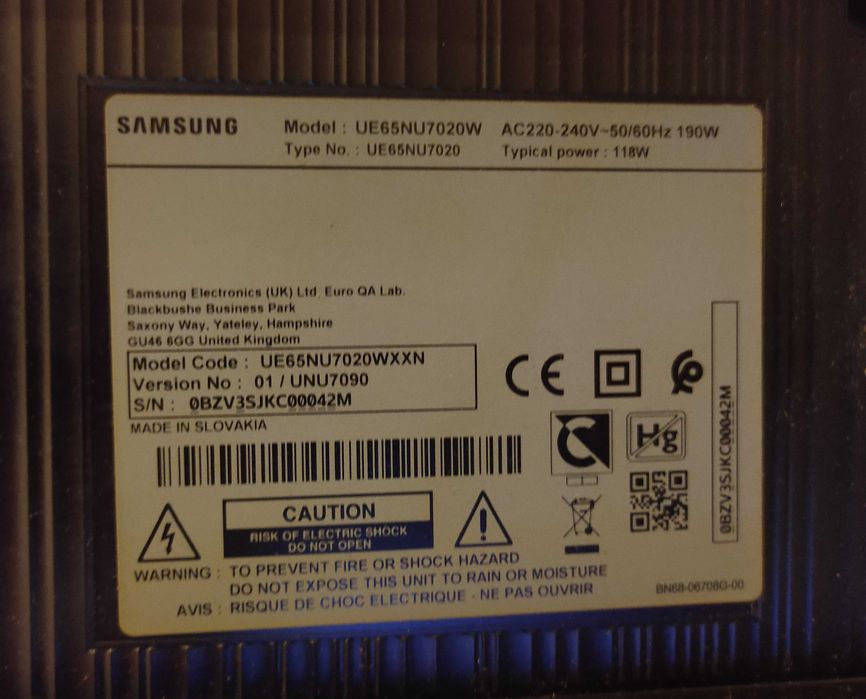 SAMSUNG
Model : UE65NU7020W AC220-240V~50/60Hz 190W
Type No. : UE65NU7020 Typical power : 118W
Samsung Electronics (UK) Ltd, Euro QA Lab.
Blackbushe Business Park
Saxony Way, Yateley, Hampshire
GU46 6GG United Kingdom
Model Code : UE65NU7020WXXN
Version No : 01 / UNU7090
S/N : 0BZV3SJKC00042M
MADE IN SLOVAKIA
CE
Hg
0BZV3SJKC00042M
CAUTION
RISK OF ELECTRIC SHOCK
DO NOT OPEN
WARNING : TO PREVENT FIRE OR SHOCK HAZARD
DO NOT EXPOSE THIS UNIT TO RAIN OR MOISTURE
AVIS : RISQUE DE CHOC ELECTRIQUE - NE PAS OUVRIR
BN68-06708G-00